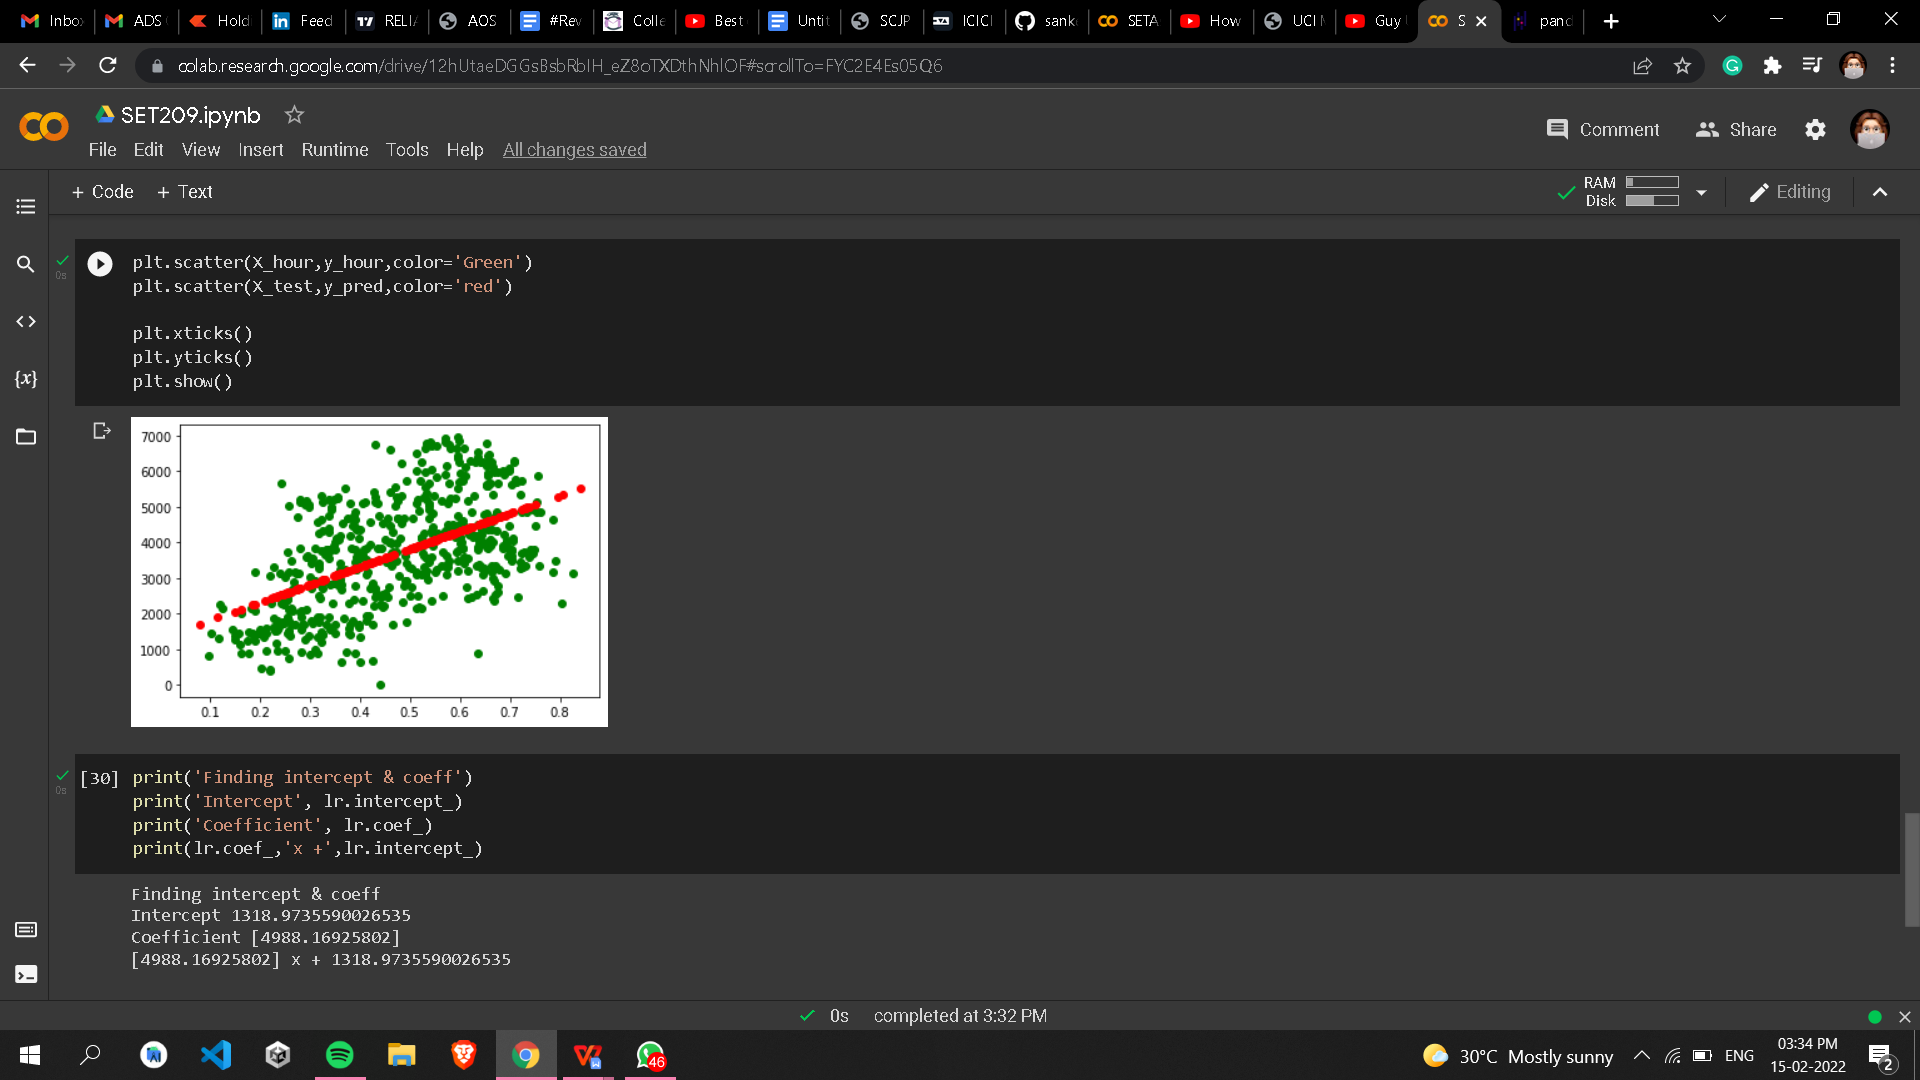 Inbo ADS Hold Feed RELI AOS #Rev Colle Best Untit SCJP ICICI sank SETA How UCI Guy S pand
colab.research.google.com/drive/12hUtaeDGGsBsbRbIH_eZ8oTXDthNhlOF#scrollTo=FYC2E4Es05Q6
SET209.ipynb
File Edit View Insert Runtime Tools Help All changes saved
Comment Share
+ Code + Text
RAM
Disk
Editing
0s
plt.scatter(X_hour,y_hour,color='Green')
plt.scatter(X_test,y_pred,color='red')
plt.xticks()
plt.yticks()
plt.show()
7000
6000
5000
4000
3000
2000
1000
0
0.1 0.2 0.3 0.4 0.5 0.6 0.7 0.8
0s
[30] print('Finding intercept & coeff')
print('Intercept', lr.intercept_)
print('Coefficient', lr.coef_)
print(lr.coef_,'x +',lr.intercept_)
Finding intercept & coeff
Intercept 1318.9735590026535
Coefficient [4988.16925802]
[4988.16925802] x + 1318.9735590026535
0s completed at 3:32 PM
46
30°C Mostly sunny
ENG
03:34 PM
15-02-2022
2